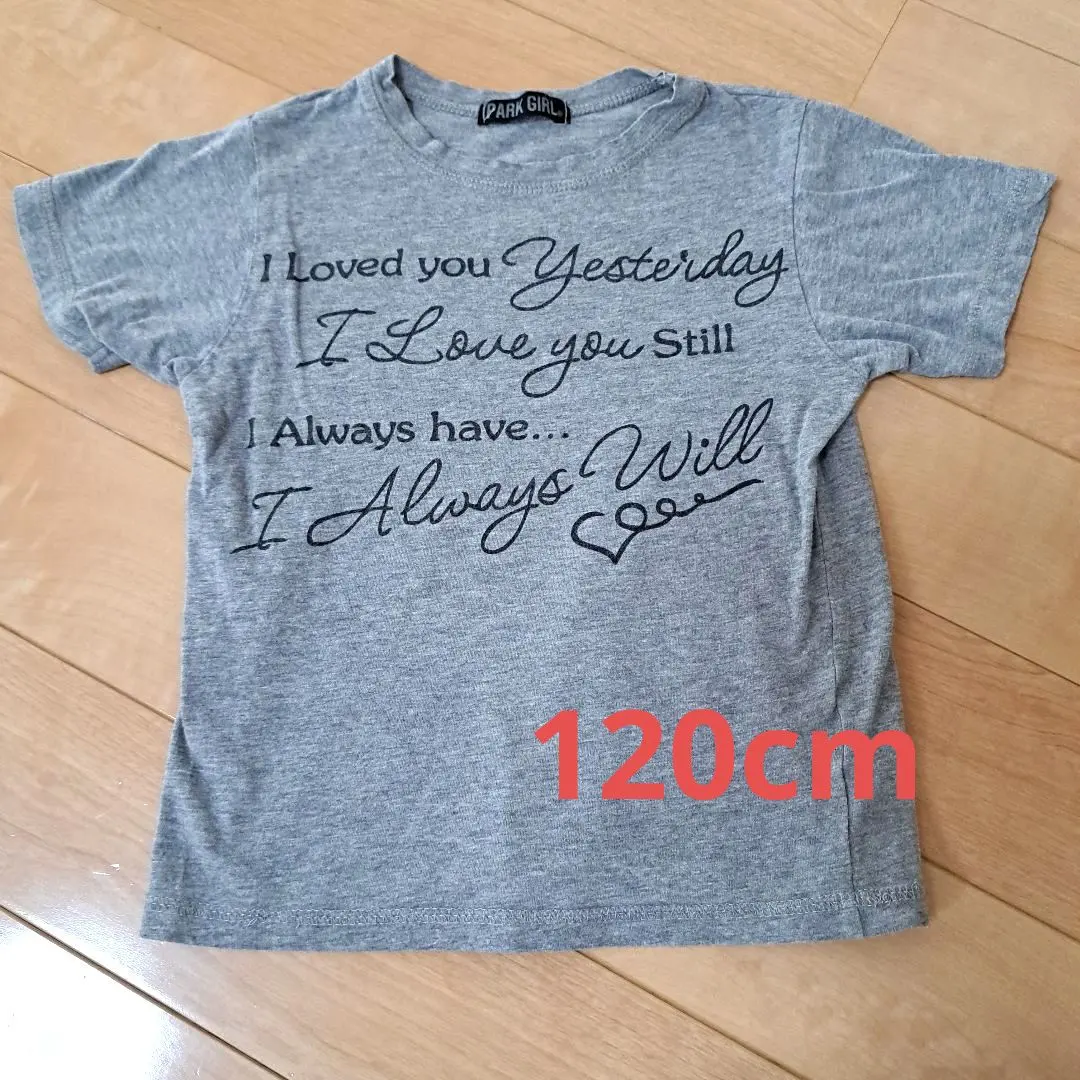 PARK GIRL
I Loved you Yesterday
I Love you Still
I Always have...
I Always Will
120cm